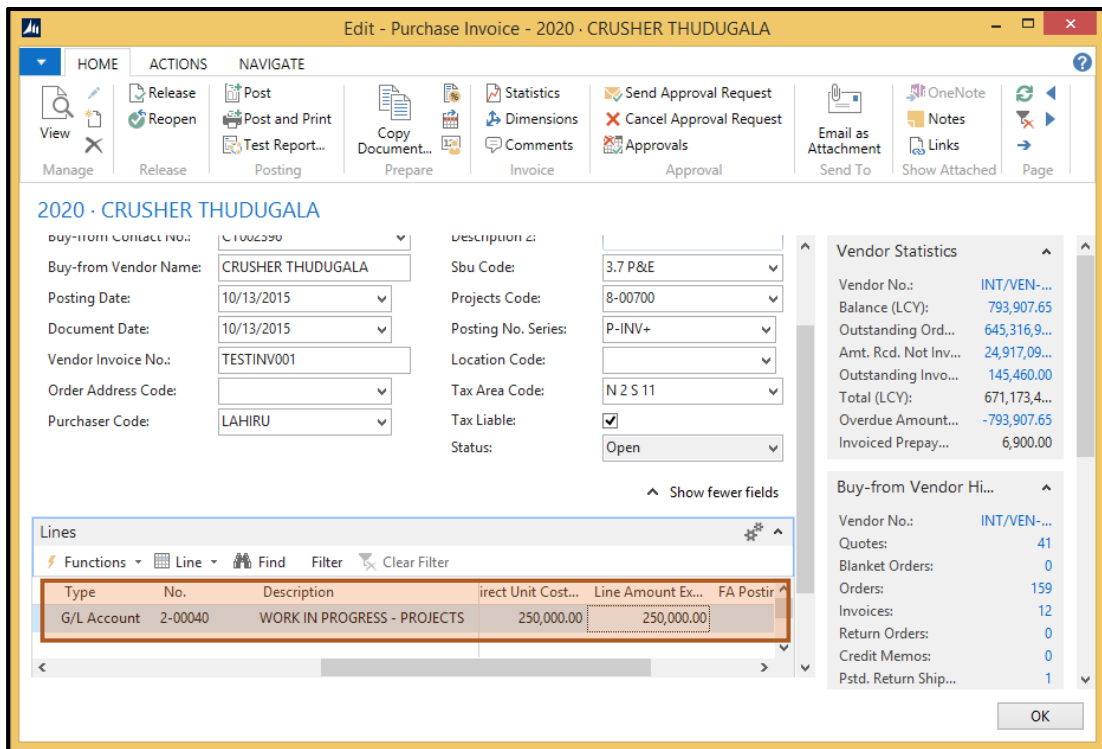 Edit - Purchase Invoice - 2020 · CRUSHER THUDUGALA
HOME ACTIONS NAVIGATE
View
Manage
Release
Reopen
Release
Post
Post and Print
Test Report...
Posting
Copy
Document...
Prepare
Statistics
Dimensions
Comments
Invoice
Send Approval Request
Cancel Approval Request
Approvals
Approval
Email as
Attachment
Send To
OneNote
Notes
Links
Show Attached
Page
2020 · CRUSHER THUDUGALA
Buy-from Contact No.: CT002396
Buy-from Vendor Name: CRUSHER THUDUGALA
Posting Date: 10/13/2015
Document Date: 10/13/2015
Vendor Invoice No.: TESTINV001
Order Address Code:
Purchaser Code: LAHIRU
Description 2:
Sbu Code: 3.7 P&E
Projects Code: 8-00700
Posting No. Series: P-INV+
Location Code:
Tax Area Code: N 2 S 11
Tax Liable:
Status: Open
Show fewer fields
Lines
Functions Line Find Filter Clear Filter
Type No. Description irect Unit Cost... Line Amount Ex... FA Postir
G/L Account 2-00040 WORK IN PROGRESS - PROJECTS 250,000.00 250,000.00
Vendor Statistics
Vendor No.: INT/VEN-...
Balance (LCY): 793,907.65
Outstanding Ord... 645,316,9...
Amt. Rcd. Not Inv... 24,917,09...
Outstanding Invo... 145,460.00
Total (LCY): 671,173,4...
Overdue Amount... -793,907.65
Invoiced Prepay... 6,900.00
Buy-from Vendor Hi...
Vendor No.: INT/VEN-...
Quotes: 41
Blanket Orders: 0
Orders: 159
Invoices: 12
Return Orders: 0
Credit Memos: 0
Pstd. Return Ship... 1
OK